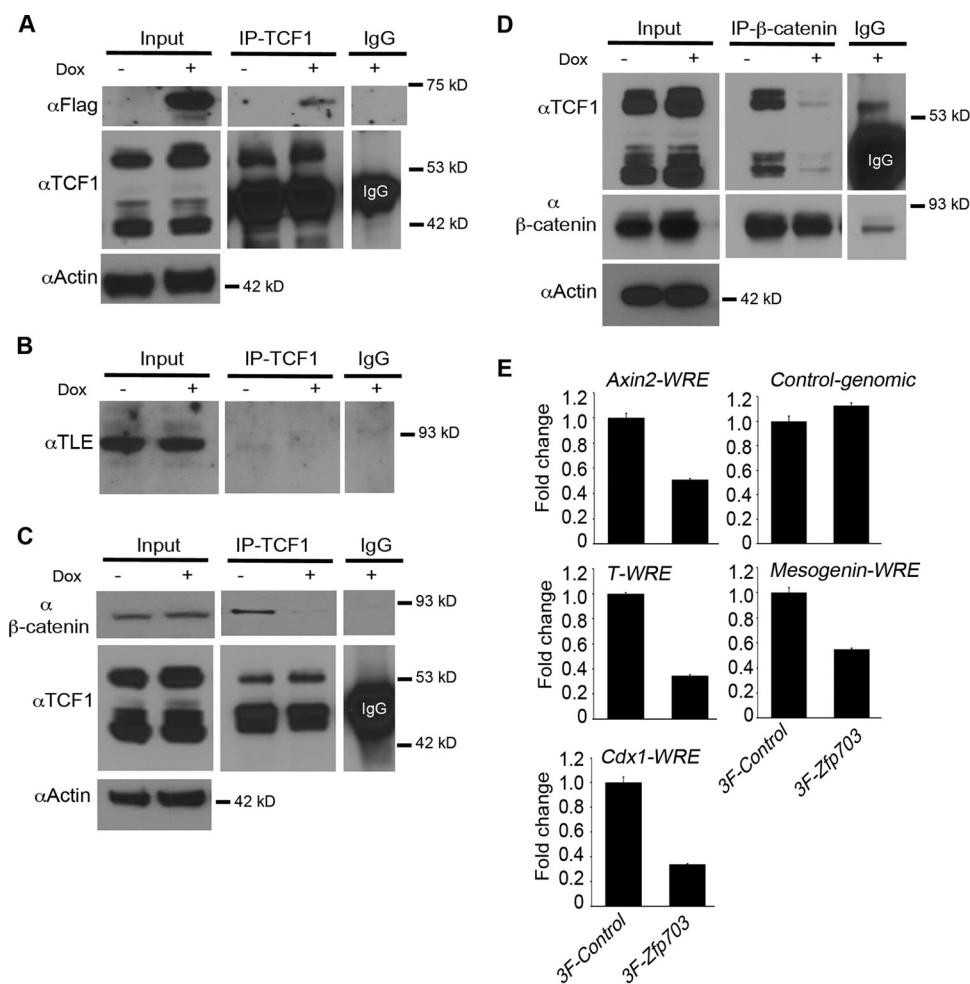 A
Input IP-TCF1 IgG
Dox - + - + +
75 kD
αFlag
αTCF1
53 kD
IgG
42 kD
αActin
42 kD
B
Input IP-TCF1 IgG
Dox - + - + +
αTLE
93 kD
C
Input IP-TCF1 IgG
Dox - + - + +
α
β-catenin
93 kD
αTCF1
53 kD
IgG
42 kD
αActin
42 kD
D
Input IP-β-catenin IgG
Dox - + - + +
αTCF1
53 kD
IgG
α
β-catenin
93 kD
αActin
42 kD
E
Axin2-WRE
Fold change
1.2
1.0
0.8
0.6
0.4
0.2
0
Control-genomic
1.2
1.0
0.8
0.6
0.4
0.2
0
T-WRE
Fold change
1.2
1.0
0.8
0.6
0.4
0.2
0
Mesogenin-WRE
1.2
1.0
0.8
0.6
0.4
0.2
0
3F-Control
3F-Zfp703
Cdx1-WRE
Fold change
1.2
1.0
0.8
0.6
0.4
0.2
0
3F-Control
3F-Zfp703